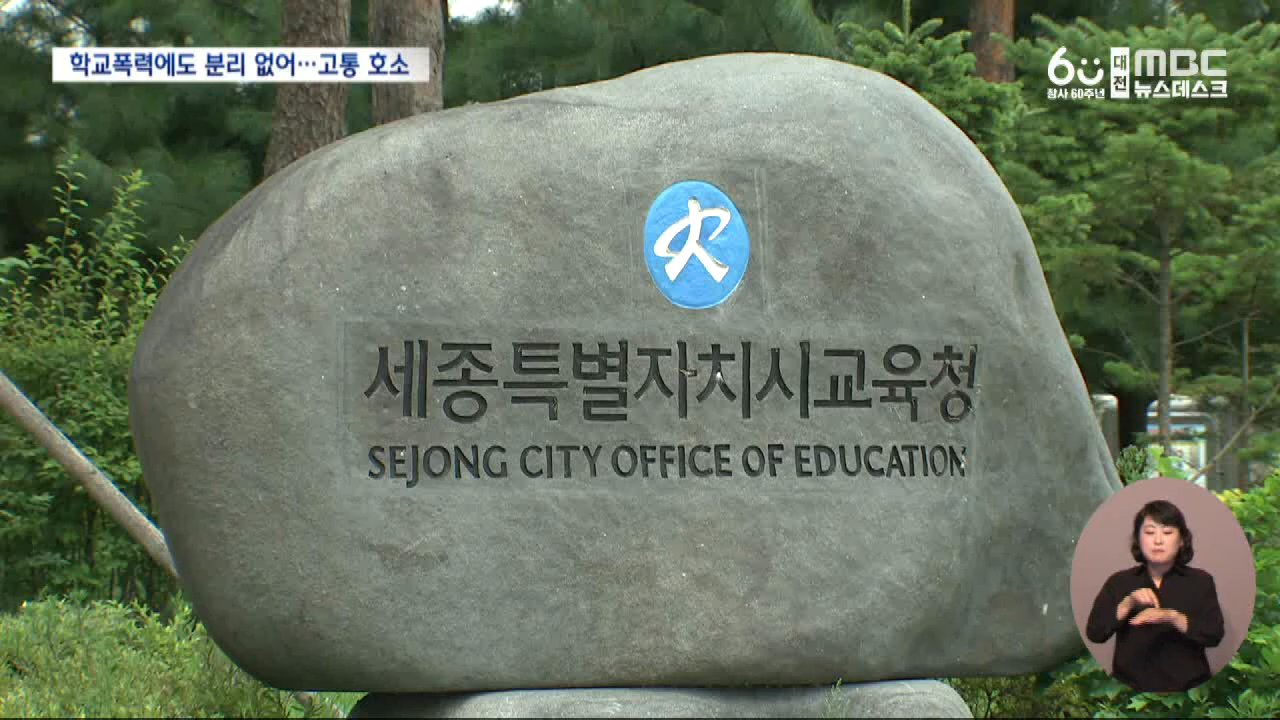 학교폭력에도 분리 없어…고통 호소
60
창사 60주년
대전
MBC
뉴스데스크
세종특별자치시교육청
SEJONG CITY OFFICE OF EDUCATION